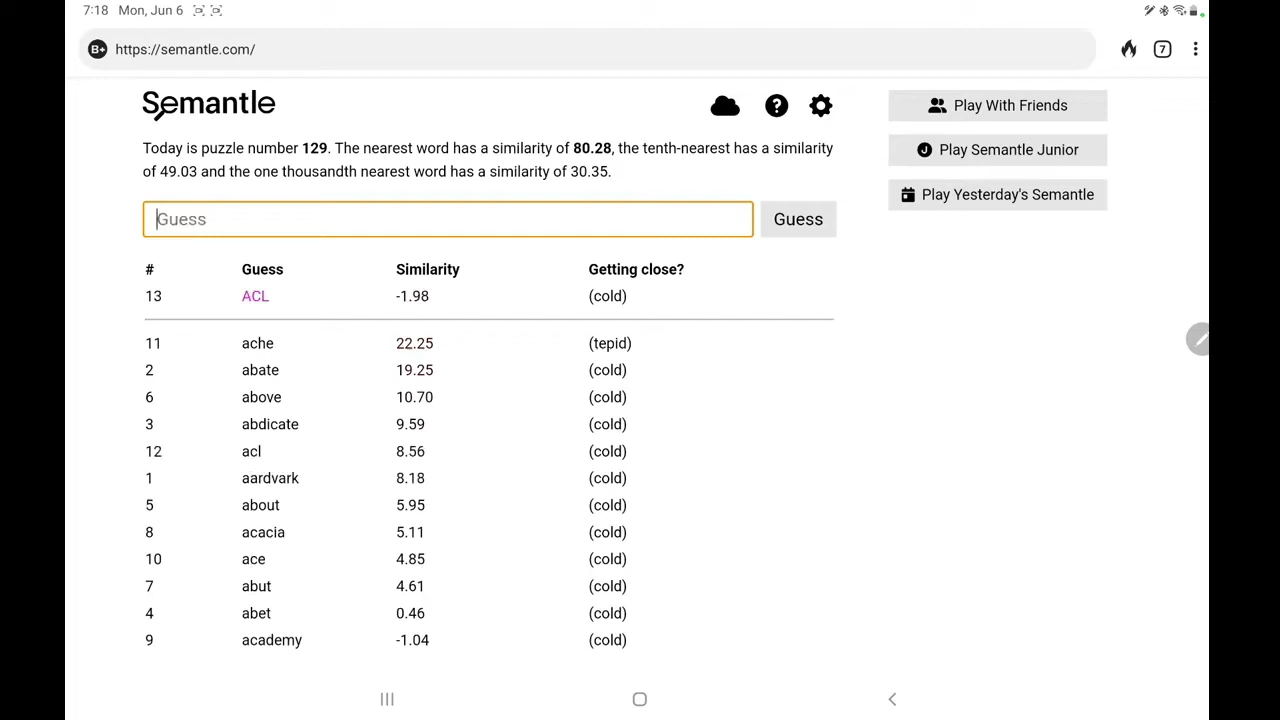 7:18 Mon, Jun 6
B+ https://semantle.com/ 7
Semantle ?
Today is puzzle number 129. The nearest word has a similarity of 80.28, the tenth-nearest has a similarity
of 49.03 and the one thousandth nearest word has a similarity of 30.35.
Guess Guess
# Guess Similarity Getting close?
13 ACL -1.98 (cold)
11 ache 22.25 (tepid)
2 abate 19.25 (cold)
6 above 10.70 (cold)
3 abdicate 9.59 (cold)
12 acl 8.56 (cold)
1 aardvark 8.18 (cold)
5 about 5.95 (cold)
8 acacia 5.11 (cold)
10 ace 4.85 (cold)
7 abut 4.61 (cold)
4 abet 0.46 (cold)
9 academy -1.04 (cold)
Play With Friends
J Play Semantle Junior
Play Yesterday's Semantle